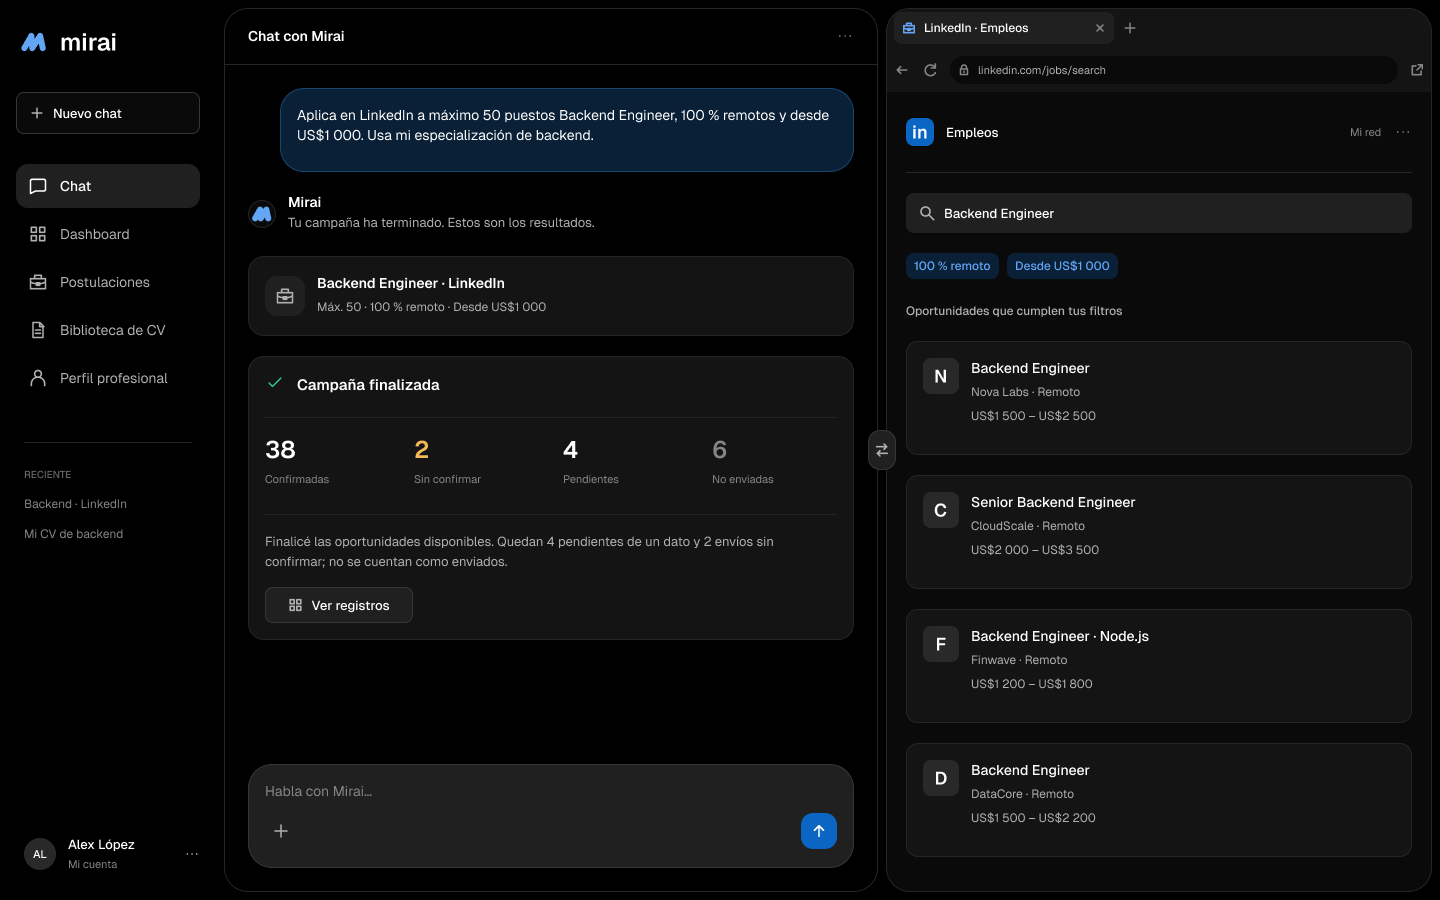 mirai
Nuevo chat
Chat
Dashboard
Postulaciones
Biblioteca de CV
Perfil profesional
RECIENTE
Backend · LinkedIn
Mi CV de backend
AL
Alex López
Mi cuenta
Chat con Mirai
Aplica en LinkedIn a máximo 50 puestos Backend Engineer, 100 % remotos y desde
US$1 000. Usa mi especialización de backend.
Mirai
Tu campaña ha terminado. Estos son los resultados.
Backend Engineer · LinkedIn
Máx. 50 · 100 % remoto · Desde US$1 000
Campaña finalizada
38
Confirmadas
2
Sin confirmar
4
Pendientes
6
No enviadas
Finalicé las oportunidades disponibles. Quedan 4 pendientes de un dato y 2 envíos sin
confirmar; no se cuentan como enviados.
Ver registros
Habla con Mirai...
LinkedIn · Empleos
linkedin.com/jobs/search
in
Empleos
Mi red
Backend Engineer
100 % remoto
Desde US$1 000
Oportunidades que cumplen tus filtros
N
Backend Engineer
Nova Labs · Remoto
US$1 500 – US$2 500
C
Senior Backend Engineer
CloudScale · Remoto
US$2 000 – US$3 500
F
Backend Engineer · Node.js
Finwave · Remoto
US$1 200 – US$1 800
D
Backend Engineer
DataCore · Remoto
US$1 500 – US$2 200